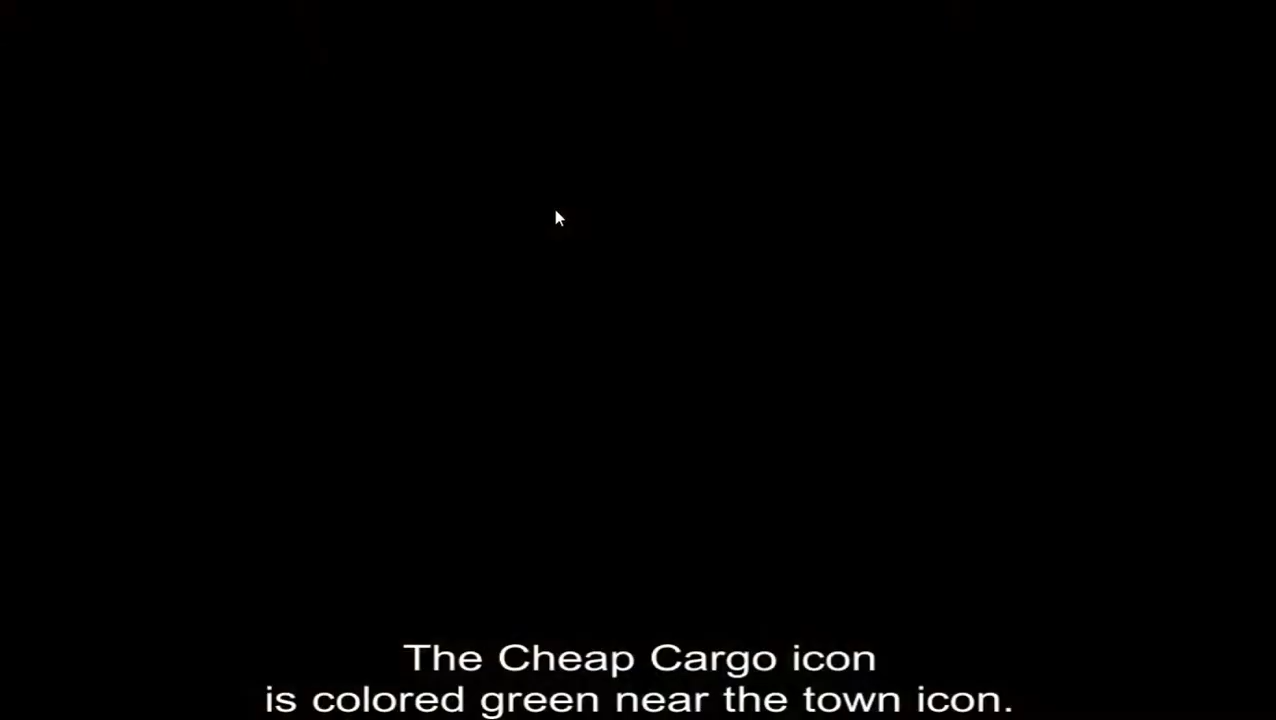 The Cheap Cargo icon
is colored green near the town icon.